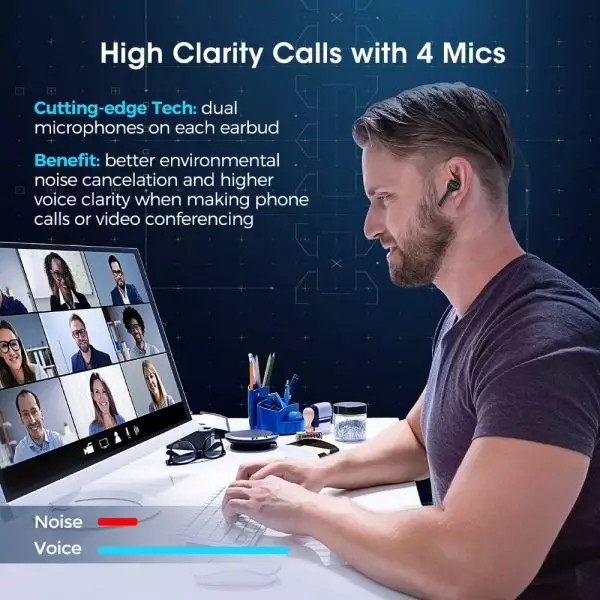 High Clarity Calls with 4 Mics
Cutting-edge Tech: dual
microphones on each earbud
Benefit: better environmental
noise cancelation and higher
voice clarity when making phone
calls or video conferencing
Noise
Voice